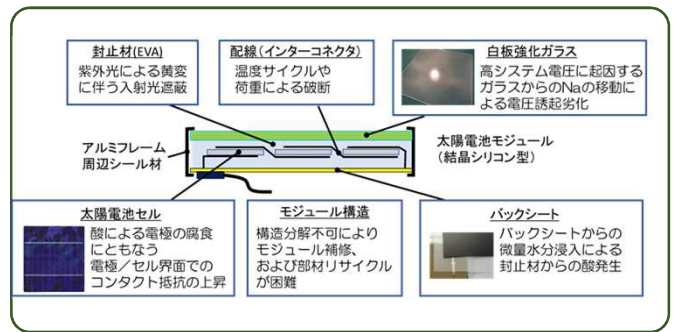 封止材(EVA)
紫外光による黄変
に伴う入射光遮蔽
配線(インターコネクタ)
温度サイクルや
荷重による破断
白板強化ガラス
高システム電圧に起因する
ガラスからのNaの移動に
よる電圧誘起劣化
アルミフレーム
周辺シール材
太陽電池モジュール
(結晶シリコン型)
太陽電池セル
酸による電極の腐食
にともなう
電極/セル界面での
コンタクト抵抗の上昇
モジュール構造
構造分解不可により
モジュール補修、
および部材リサイクル
が困難
バックシート
バックシートからの
微量水分浸入による
封止材からの酸発生